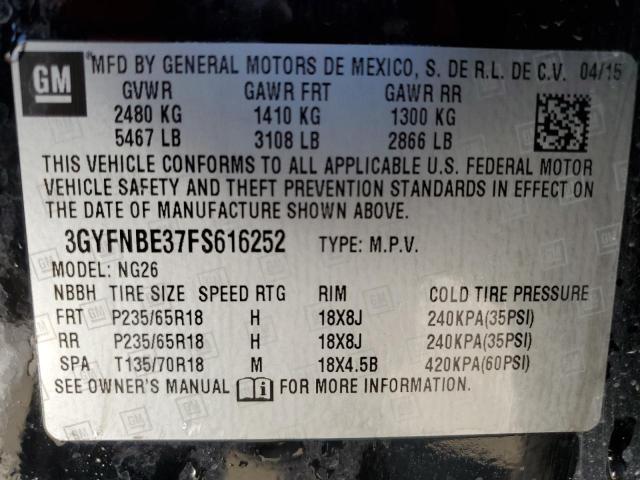 GM MFD BY GENERAL MOTORS DE MEXICO, S. DE R.L. DE C.V. 04/15
GVWR GAWR FRT GAWR RR
2480 KG 1410 KG 1300 KG
5467 LB 3108 LB 2866 LB
THIS VEHICLE CONFORMS TO ALL APPLICABLE U.S. FEDERAL MOTOR
VEHICLE SAFETY AND THEFT PREVENTION STANDARDS IN EFFECT ON
THE DATE OF MANUFACTURE SHOWN ABOVE.
3GYFNBE37FS616252 TYPE: M.P.V.
MODEL: NG26
NBBH TIRE SIZE SPEED RTG RIM COLD TIRE PRESSURE
FRT P235/65R18 H 18X8J 240KPA(35PSI)
RR P235/65R18 H 18X8J 240KPA(35PSI)
SPA T135/70R18 M 18X4.5B 420KPA(60PSI)
SEE OWNER'S MANUAL FOR MORE INFORMATION.